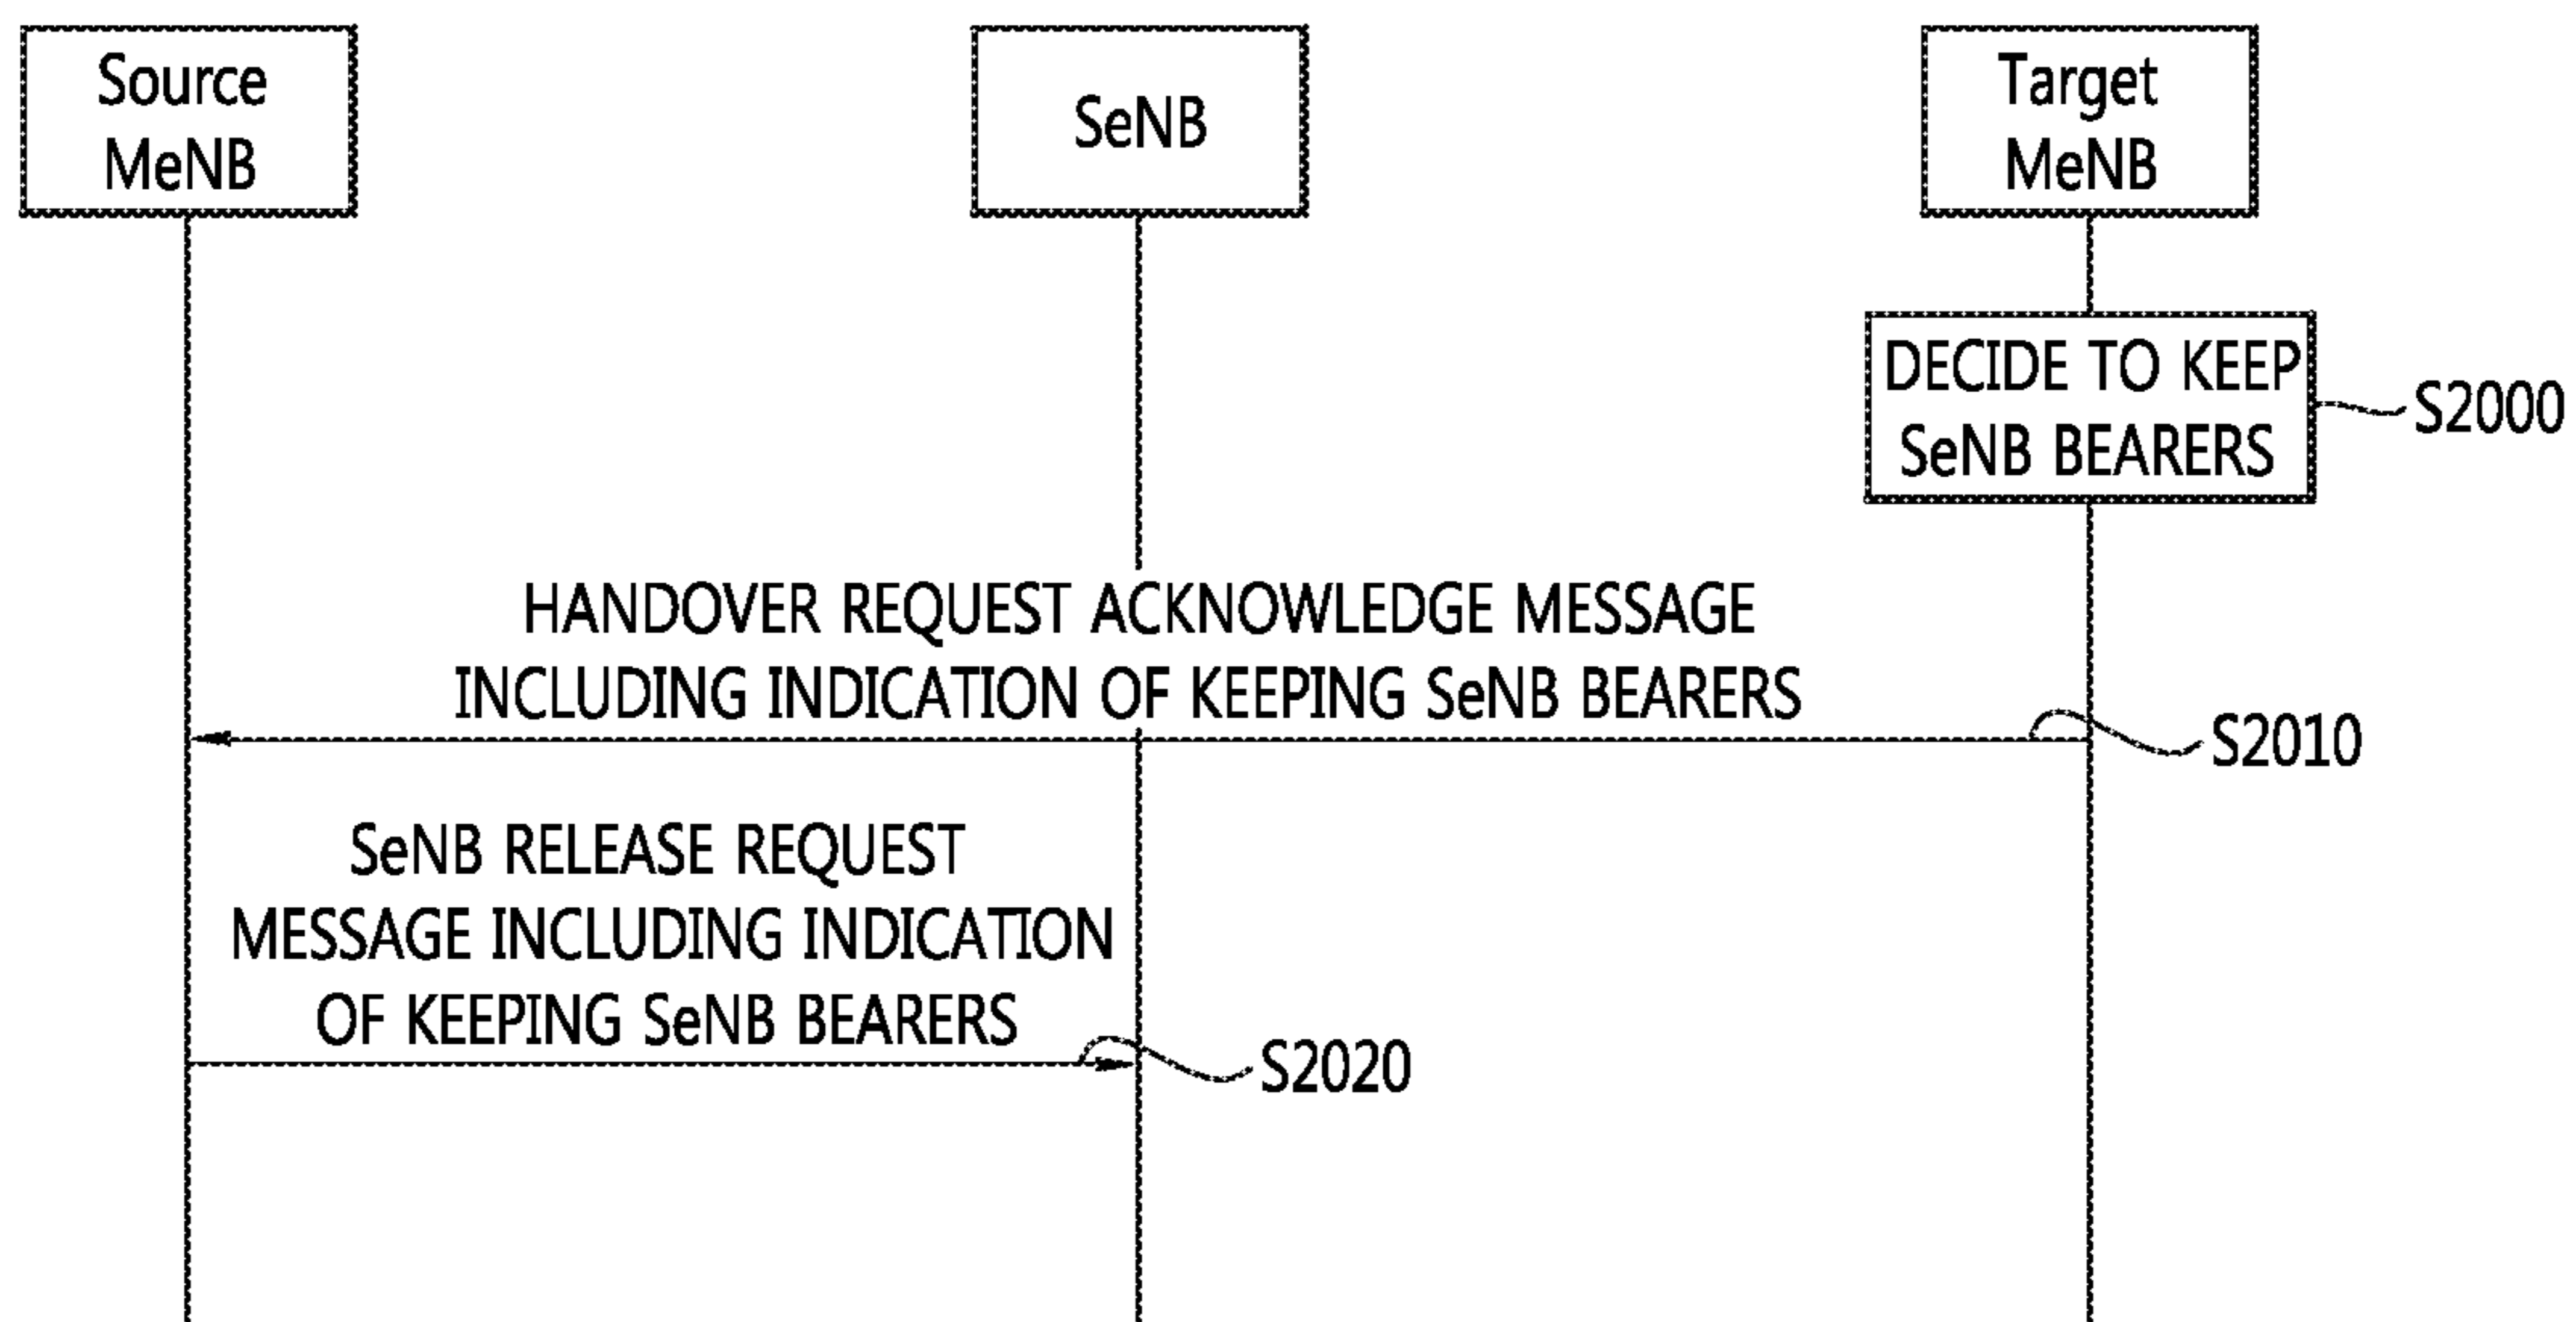 Source
MeNB
SeNB
Target
MeNB
DECIDE TO KEEP
SeNB BEARERS
S2000
HANDOVER REQUEST ACKNOWLEDGE MESSAGE
INCLUDING INDICATION OF KEEPING SeNB BEARERS
S2010
SeNB RELEASE REQUEST
MESSAGE INCLUDING INDICATION
OF KEEPING SeNB BEARERS
S2020